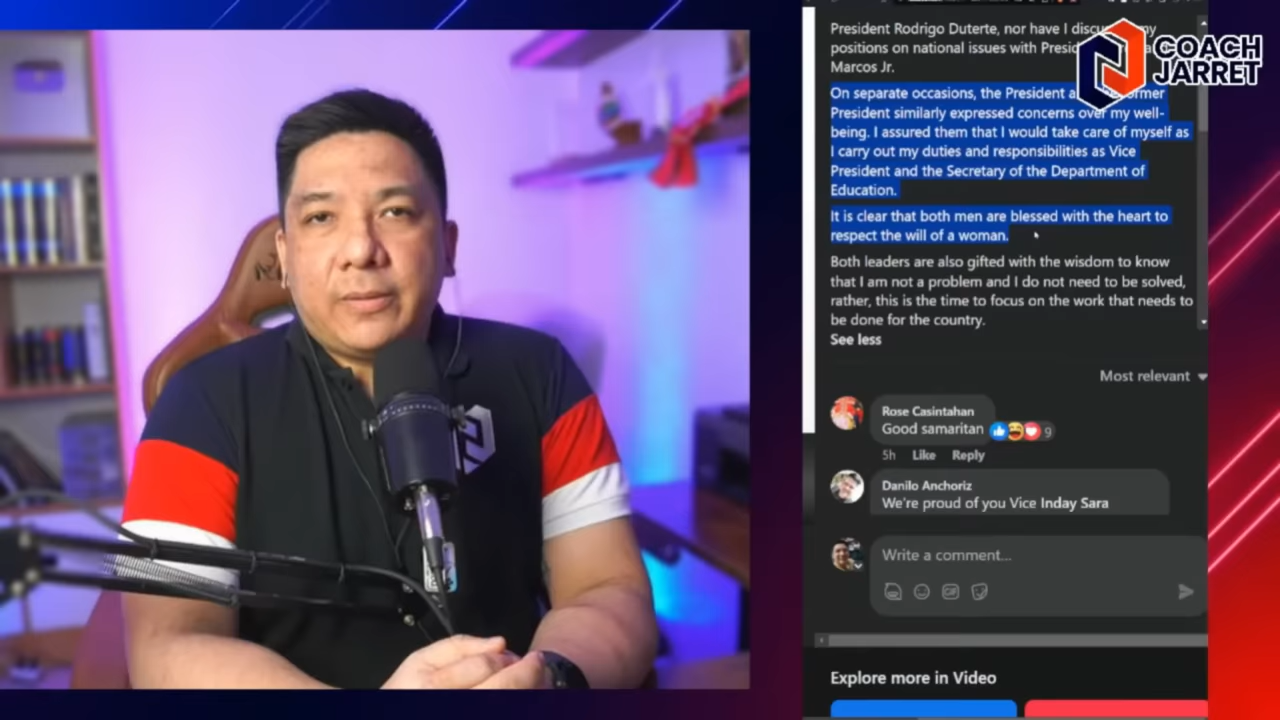 President Rodrigo Duterte, nor have I
positions on national issues with
Marcos Jr.
On separate occasions, the President
President similarly expressed concerns over my well-
being. I assured them that I would take care of myself as
I carry out my duties and responsibilities as Vice
President and the Secretary of the Department of
Education.
It is clear that both men are blessed with the heart to
respect the will of a woman.
Both leaders are also gifted with the wisdom to know
that I am not a problem and I do not need to be solved,
rather, this is the time to focus on the work that needs to
be done for the country.
See less
Most relevant
Rose Casintahan
Good samaritan
9
5h Like Reply
Danilo Anchoriz
We're proud of you Vice Inday Sara
Write a comment...
GIF
Explore more in Video
COACH
JARRET